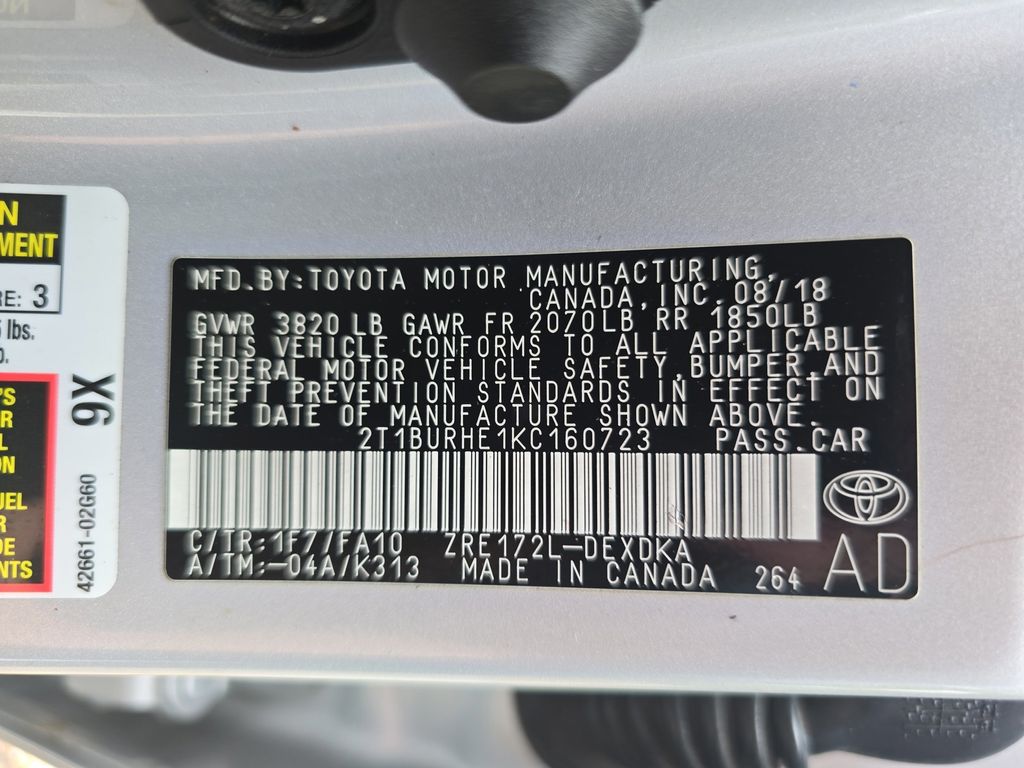 N
MENT
RE: 3
lbs.
'S
R
L
ON
UEL
R
DE
NTS
9X
42661-02G60
MFD.BY:TOYOTA MOTOR MANUFACTURING,
CANADA,INC.08/18
GVWR 3820 LB GAWR FR 2070LB RR 1850LB
THIS VEHICLE CONFORMS TO ALL APPLICABLE
FEDERAL MOTOR VEHICLE SAFETY,BUMPER,AND
THEFT PREVENTION STANDARDS IN EFFECT ON
THE DATE OF MANUFACTURE SHOWN ABOVE.
2T1BURHE1KC160723 PASS.CAR
C/TR:1F7/FA10 ZRE172L-DEXDKA
A/TM:-04A/K313 MADE IN CANADA 264 AD